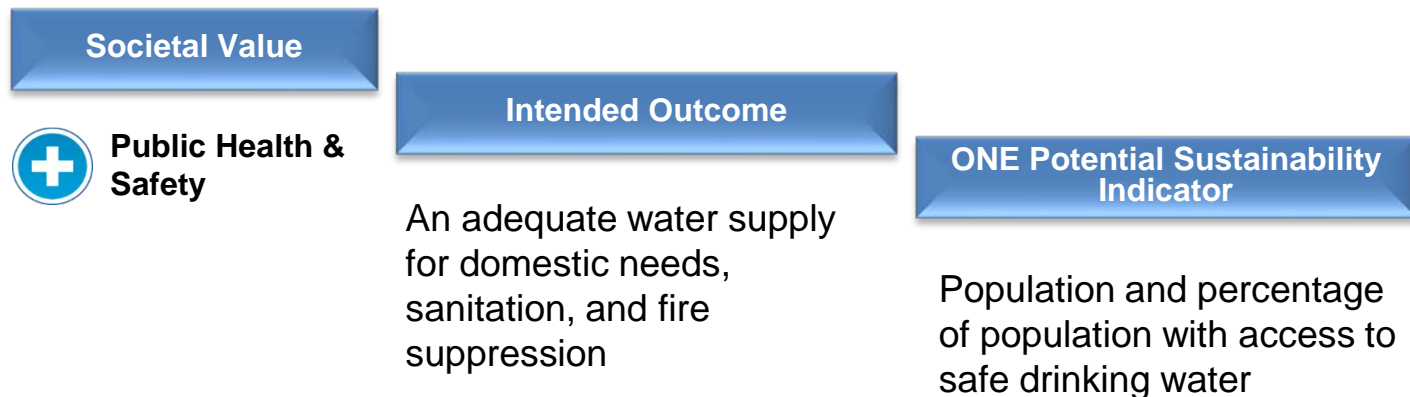 Societal Value
Public Health &
Safety
Intended Outcome
An adequate water supply
for domestic needs,
sanitation, and fire
suppression
ONE Potential Sustainability
Indicator
Population and percentage
of population with access to
safe drinking water